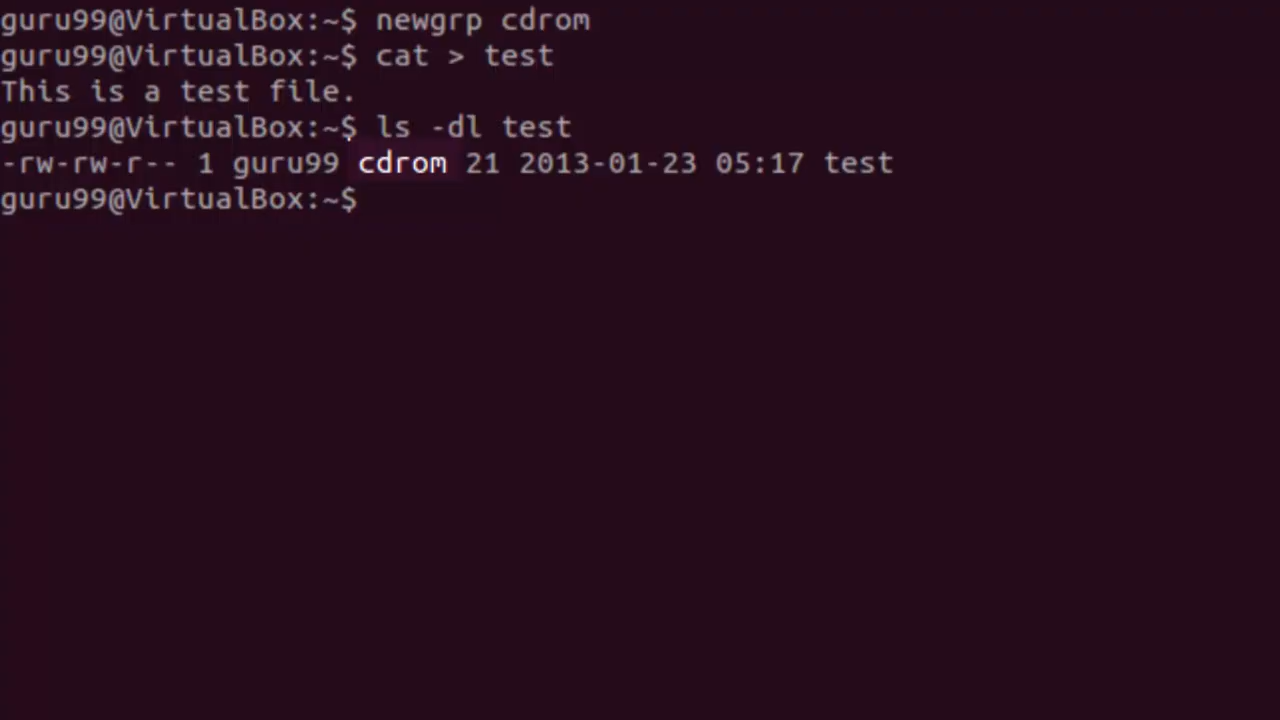 guru99@VirtualBox:~$ newgrp cdrom
guru99@VirtualBox:~$ cat > test
This is a test file.
guru99@VirtualBox:~$ ls -dl test
-rw-rw-r-- 1 guru99 cdrom 21 2013-01-23 05:17 test
guru99@VirtualBox:~$